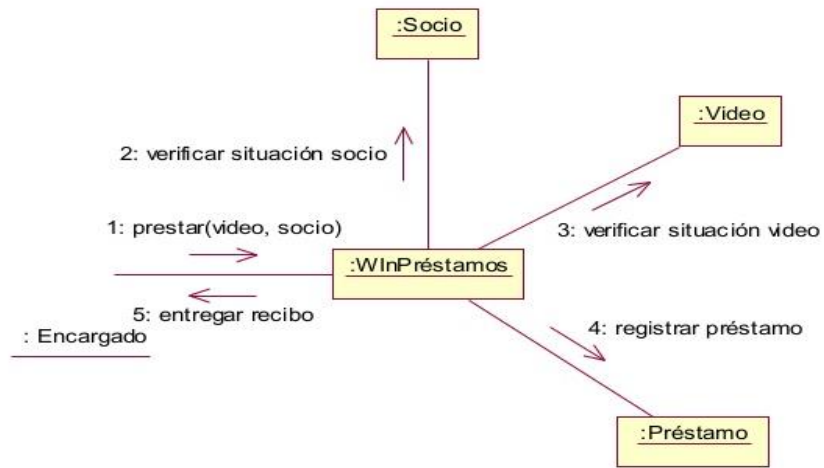 :Socio
:Video
2: verificar situación socio
1: prestar(video, socio)
3: verificar situación video
:WInPréstamos
5: entregar recibo
4: registrar préstamo
: Encargado
:Préstamo